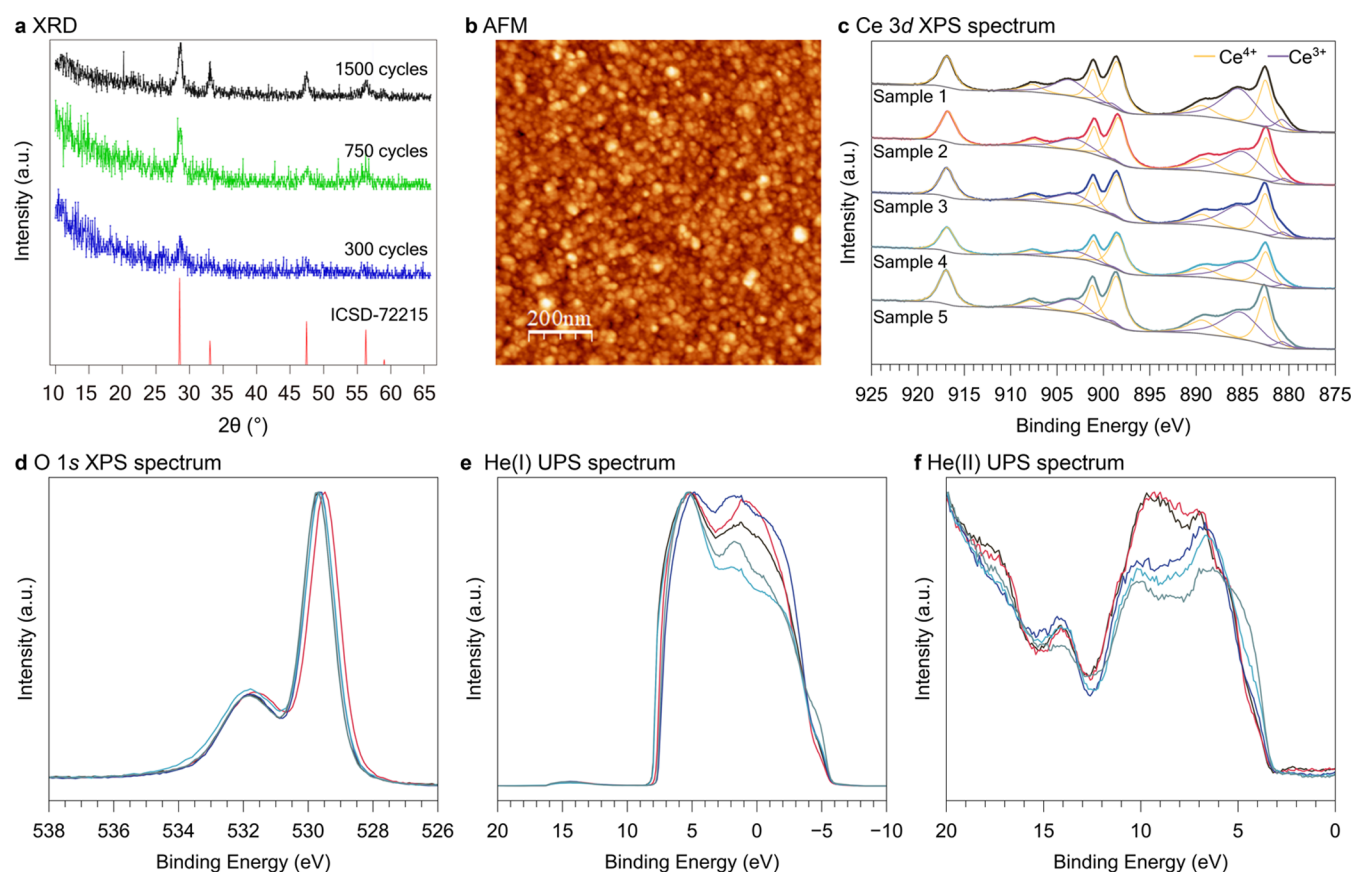 a XRD
1500 cycles
750 cycles
300 cycles
ICSD-72215
Intensity (a.u.)
10 15 20 25 30 35 40 45 50 55 60 65
2θ (°)
b AFM
200nm
c Ce 3d XPS spectrum
Ce⁴⁺ Ce³⁺
Sample 1
Sample 2
Sample 3
Sample 4
Sample 5
Intensity (a.u.)
925 920 915 910 905 900 895 890 885 880 875
Binding Energy (eV)
d O 1s XPS spectrum
Intensity (a.u.)
538 536 534 532 530 528 526
Binding Energy (eV)
e He(I) UPS spectrum
Intensity (a.u.)
20 15 10 5 0 −5 −10
Binding Energy (eV)
f He(II) UPS spectrum
Intensity (a.u.)
20 15 10 5 0
Binding Energy (eV)